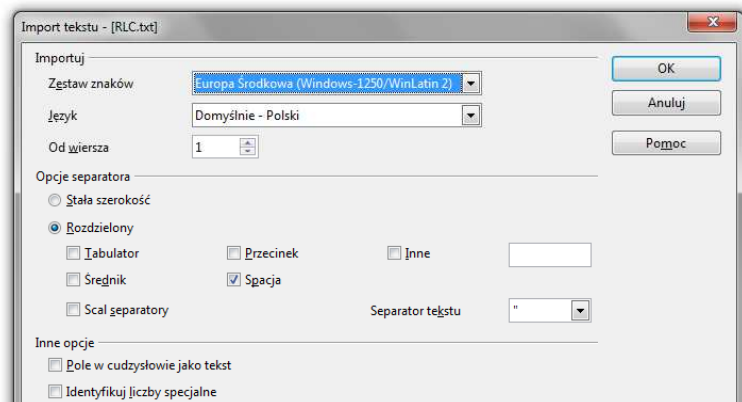 Import tekstu - [RLC.txt]
Importuj
OK
Zestaw znaków Europa Środkowa (Windows-1250/WinLatin 2)
Anuluj
Język Domyślnie - Polski
Od wiersza 1
Pomoc
Opcje separatora
Stała szerokość
Rozdzielony
Tabulator Przecinek Inne
Średnik Spacja
Scal separatory Separator tekstu "
Inne opcje
Pole w cudzysłowie jako tekst
Identyfikuj liczby specjalne